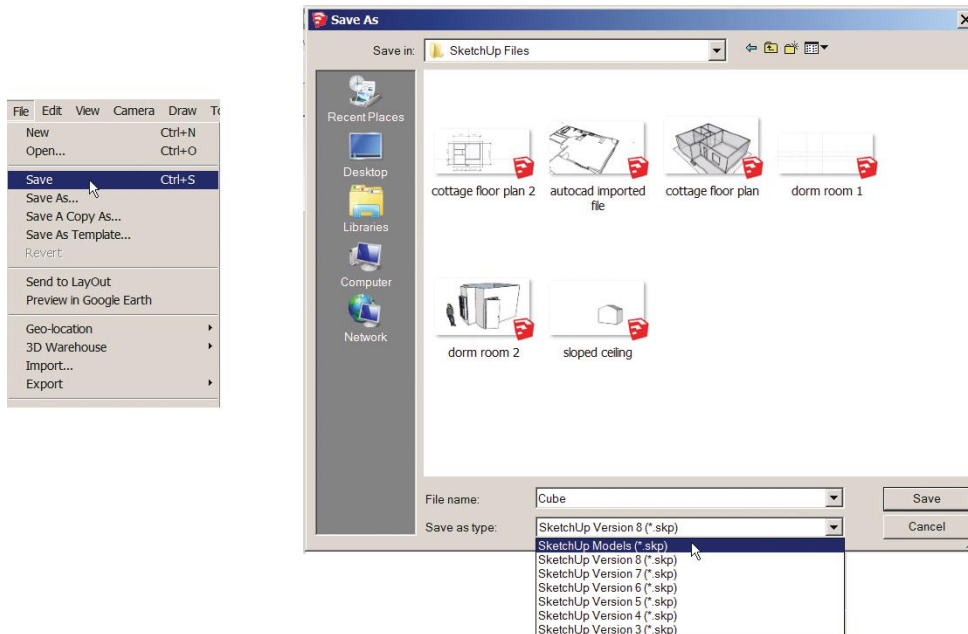 File Edit View Camera Draw
New Ctrl+N
Open... Ctrl+O
Save Ctrl+S
Save As...
Save A Copy As...
Save As Template...
Revert
Send to LayOut
Preview in Google Earth
Geo-location
3D Warehouse
Import...
Export
Save As
Save in: SketchUp Files
Recent Places
Desktop
Libraries
Computer
Network
cottage floor plan 2
autocad imported
file
cottage floor plan
dorm room 1
dorm room 2
sloped ceiling
File name: Cube Save
Save as type: SketchUp Version 8 (*.skp) Cancel
SketchUp Models (*.skp)
SketchUp Version 8 (*.skp)
SketchUp Version 7 (*.skp)
SketchUp Version 6 (*.skp)
SketchUp Version 5 (*.skp)
SketchUp Version 4 (*.skp)
SketchUp Version 3 (*.skp)